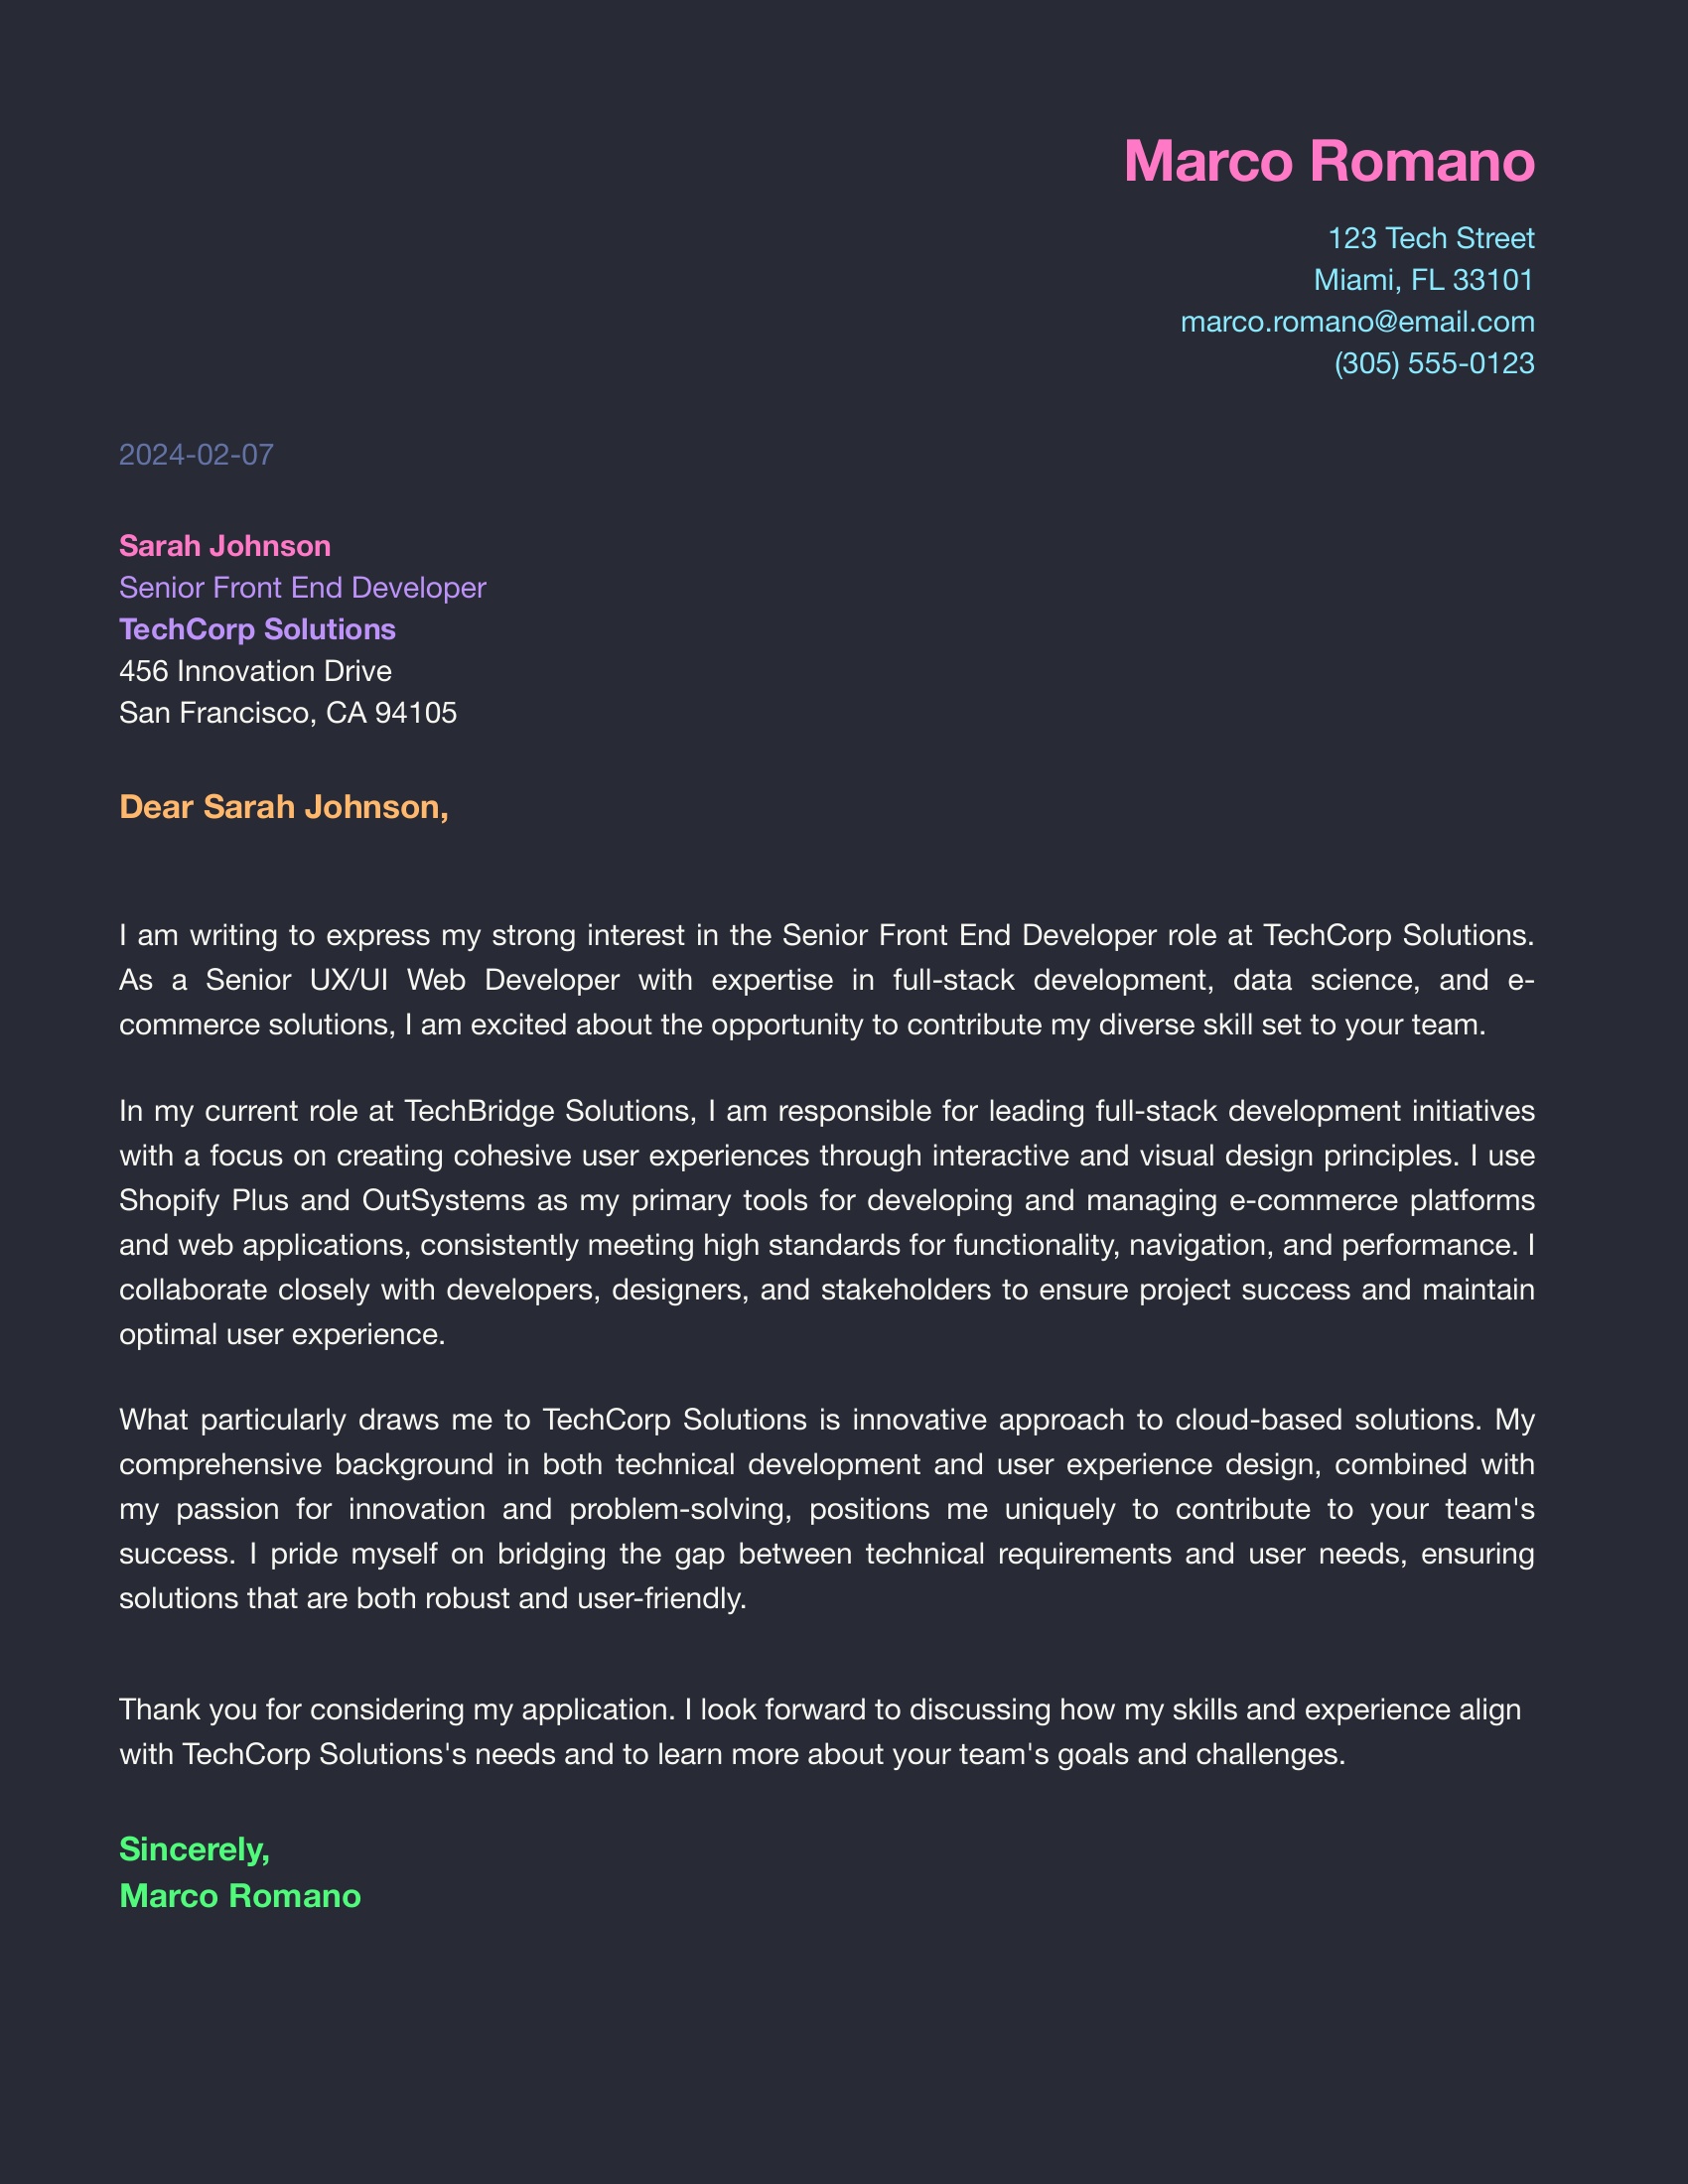 Marco Romano
123 Tech Street
Miami, FL 33101
marco.romano@email.com
(305) 555-0123
2024-02-07
Sarah Johnson
Senior Front End Developer
TechCorp Solutions
456 Innovation Drive
San Francisco, CA 94105
Dear Sarah Johnson,
I am writing to express my strong interest in the Senior Front End Developer role at TechCorp Solutions.
As a Senior UX/UI Web Developer with expertise in full-stack development, data science, and e-
commerce solutions, I am excited about the opportunity to contribute my diverse skill set to your team.
In my current role at TechBridge Solutions, I am responsible for leading full-stack development initiatives
with a focus on creating cohesive user experiences through interactive and visual design principles. I use
Shopify Plus and OutSystems as my primary tools for developing and managing e-commerce platforms
and web applications, consistently meeting high standards for functionality, navigation, and performance. I
collaborate closely with developers, designers, and stakeholders to ensure project success and maintain
optimal user experience.
What particularly draws me to TechCorp Solutions is innovative approach to cloud-based solutions. My
comprehensive background in both technical development and user experience design, combined with
my passion for innovation and problem-solving, positions me uniquely to contribute to your team's
success. I pride myself on bridging the gap between technical requirements and user needs, ensuring
solutions that are both robust and user-friendly.
Thank you for considering my application. I look forward to discussing how my skills and experience align
with TechCorp Solutions's needs and to learn more about your team's goals and challenges.
Sincerely,
Marco Romano